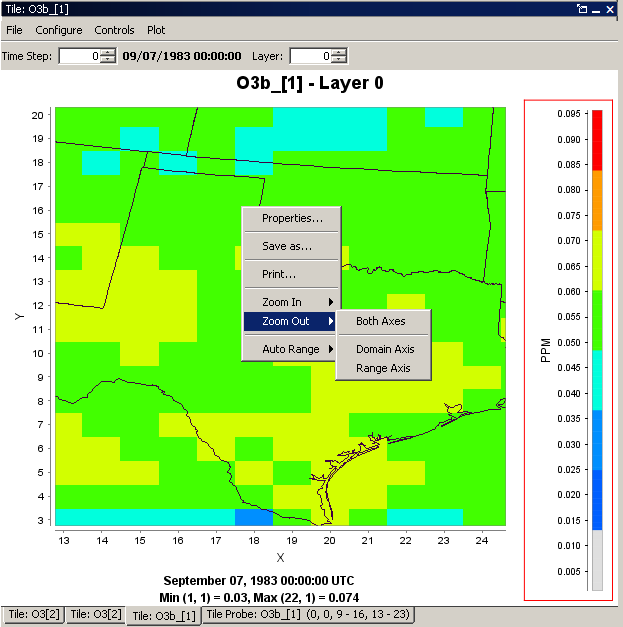 Tile: O3b_[1]
File Configure Controls Plot
Time Step: 0 09/07/1983 00:00:00 Layer: 0
O3b_[1] - Layer 0
20
19
18
17
16
15
14
13
12
11
10
9
8
7
6
5
4
3
Y
13 14 15 16 17 18 19 20 21 22 23 24
X
Properties...
Save as...
Print...
Zoom In
Zoom Out
Auto Range
Both Axes
Domain Axis
Range Axis
0.095
0.090
0.085
0.080
0.075
0.070
0.065
0.060
0.055
0.050
0.045
0.040
0.035
0.030
0.025
0.020
0.015
0.010
0.005
PPM
September 07, 1983 00:00:00 UTC
Min (1, 1) = 0.03, Max (22, 1) = 0.074
Tile: O3[2] Tile: O3[2] Tile: O3b_[1] Tile Probe: O3b_[1] (0, 0, 9 - 16, 13 - 23)